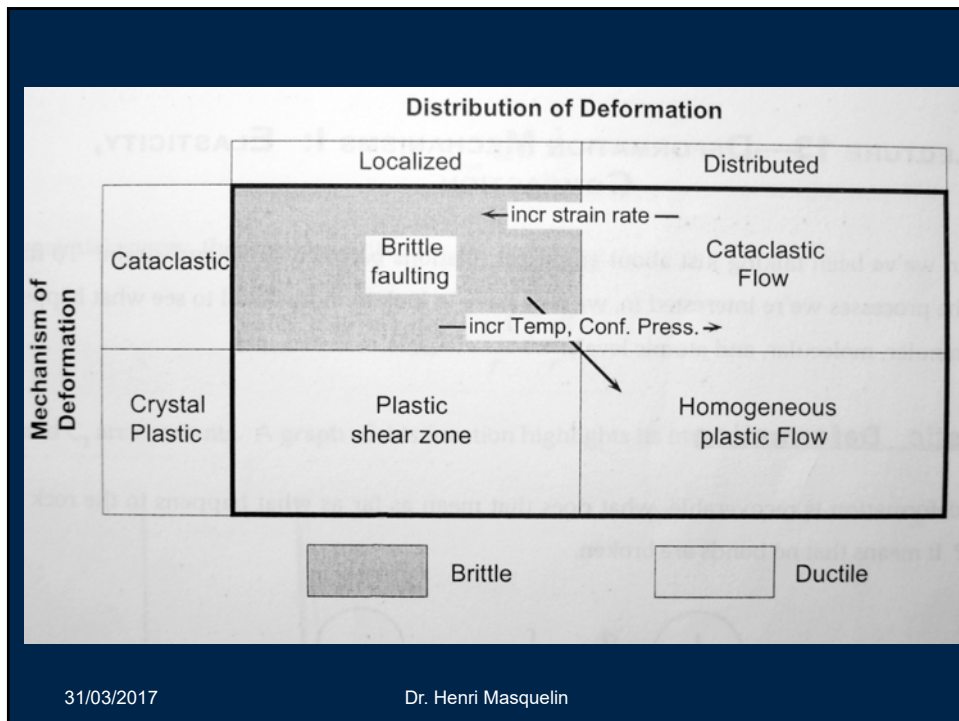 Distribution of Deformation
Localized
Distributed
Mechanism of
Deformation
Cataclastic
Brittle
faulting
incr strain rate
Cataclastic
Flow
incr Temp, Conf. Press.
Crystal
Plastic
Plastic
shear zone
Homogeneous
plastic Flow
Brittle
Ductile
31/03/2017
Dr. Henri Masquelin